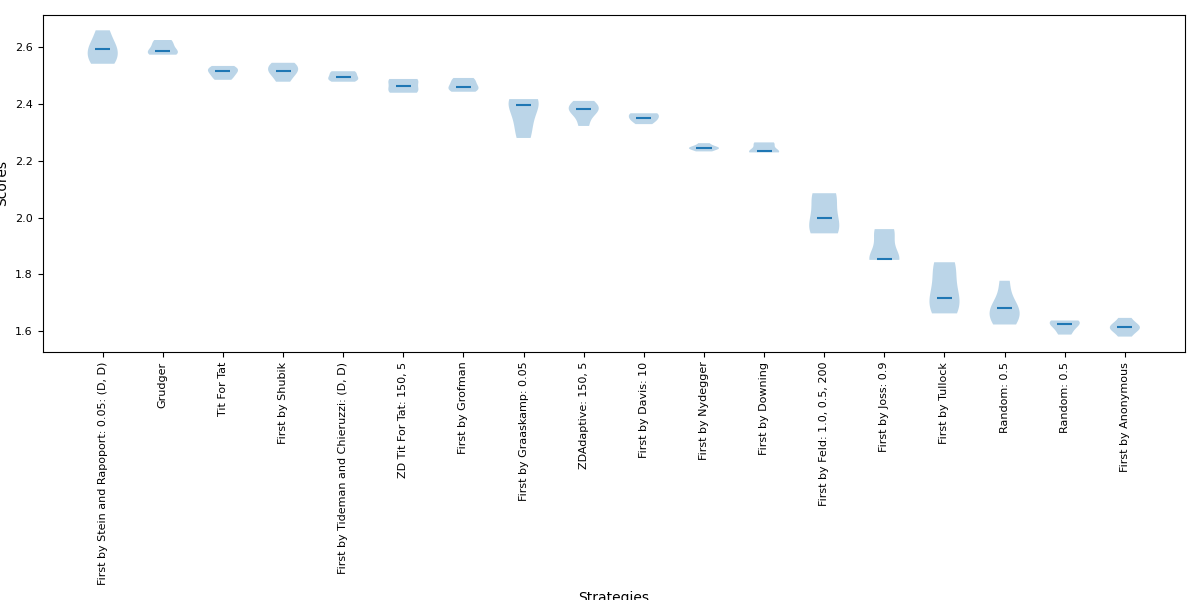 2.6
2.4
2.2
2.0
1.8
1.6
Scores
First by Stein and Rapoport: 0.05: (D, D)
Grudger
Tit For Tat
First by Shubik
First by Tideman and Chieruzzi: (D, D)
ZD Tit For Tat: 150, 5
First by Grofman
First by Graaskamp: 0.05
ZDAdaptive: 150, 5
First by Davis: 10
First by Nydegger
First by Downing
First by Feld: 1.0, 0.5, 200
First by Joss: 0.9
First by Tullock
Random: 0.5
Random: 0.5
First by Anonymous
Strategies